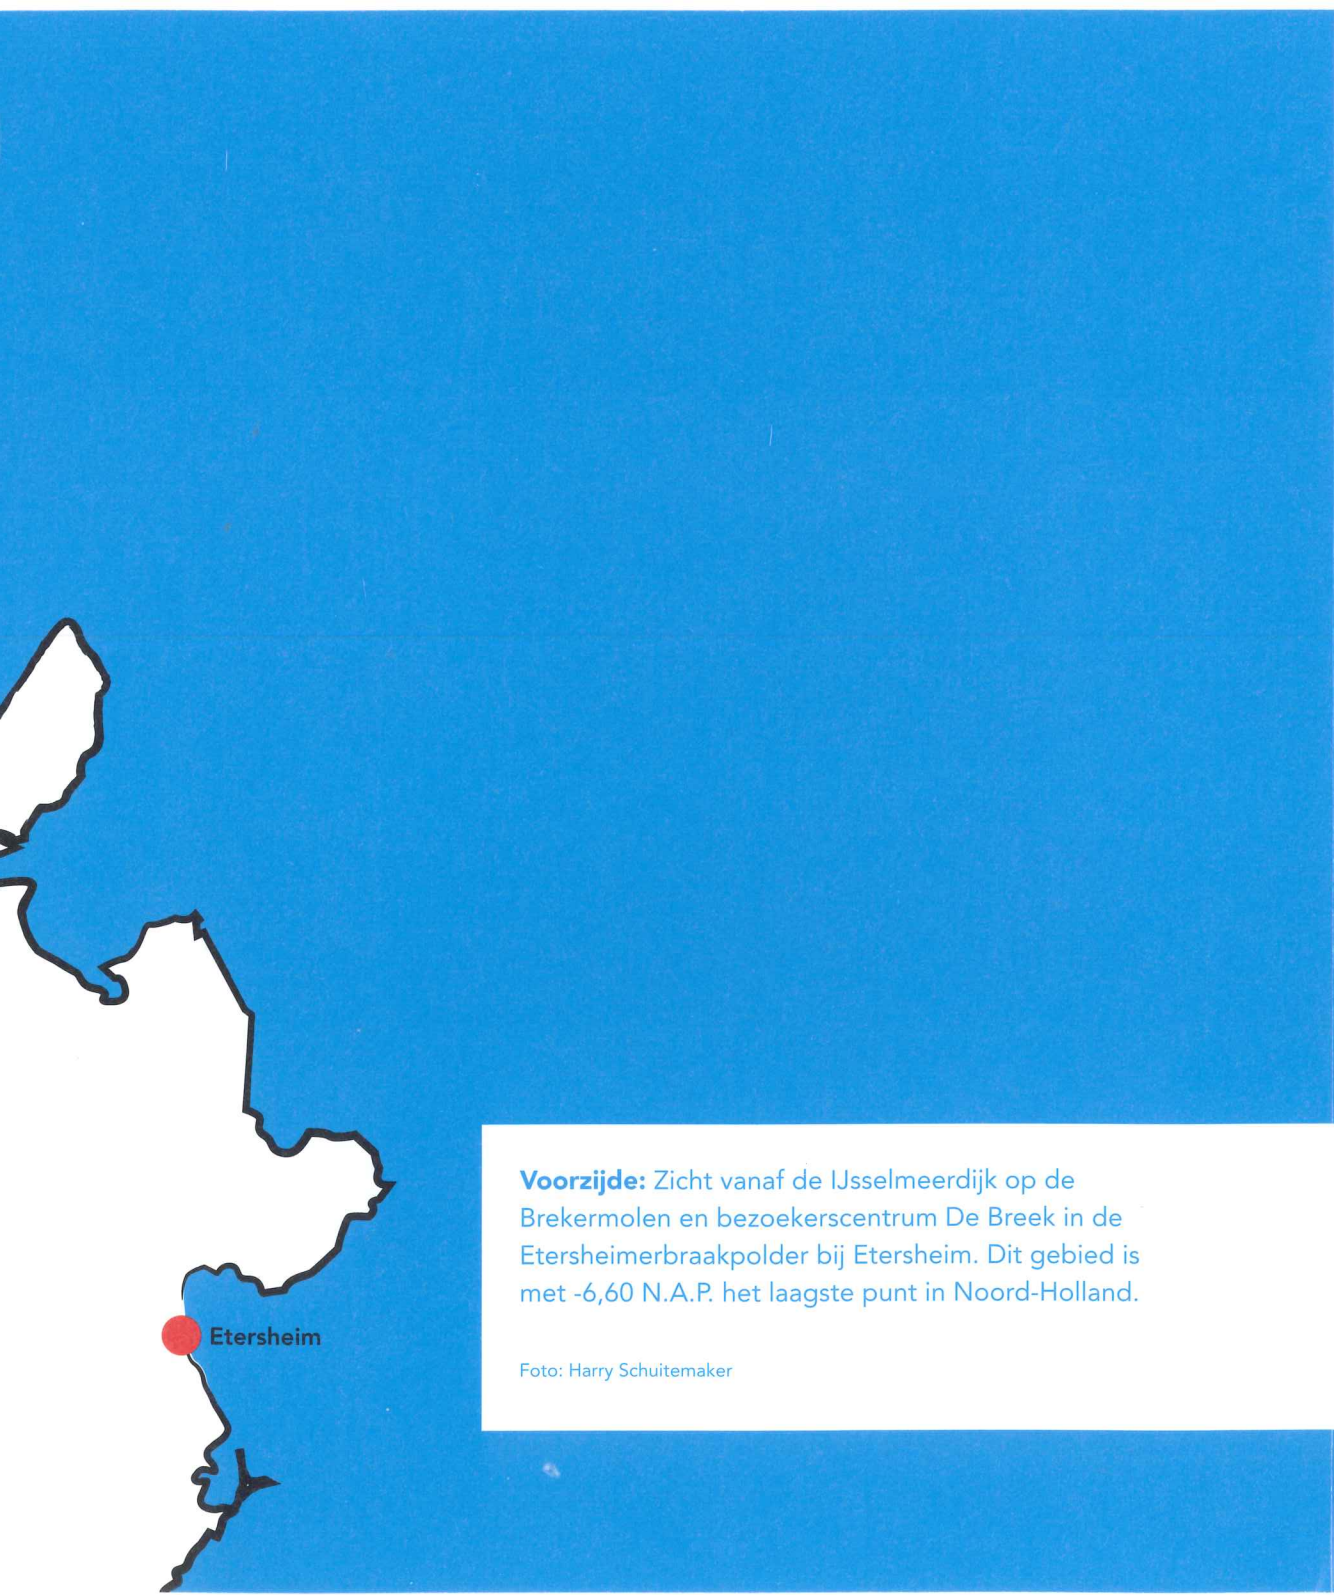 Voorzijde: Zicht vanaf de IJsselmeerdijk op de
Brekermolen en bezoekerscentrum De Breek in de
Etersheimerbraakpolder bij Etersheim. Dit gebied is
met -6,60 N.A.P. het laagste punt in Noord-Holland.
Etersheim
Foto: Harry Schuitemaker